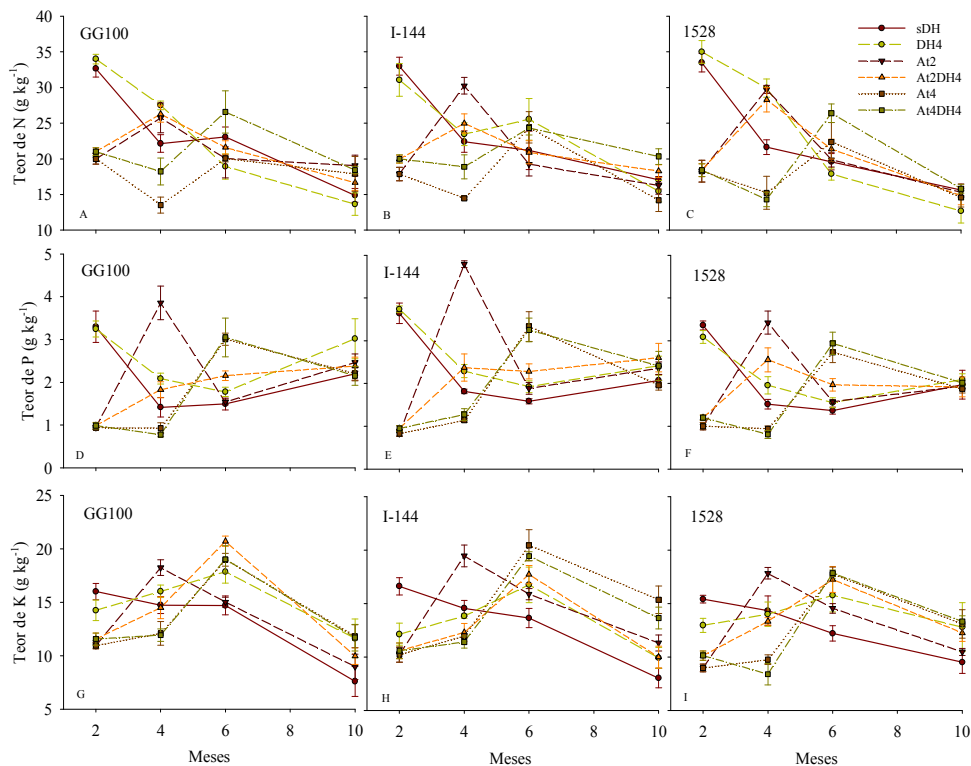 GG100
I-144
1528
sDH
DH4
At2
At2DH4
At4
At4DH4
Teor de N (g kg-1)
40
35
30
25
20
15
10
A
B
C
GG100
I-144
1528
Teor de P (g kg-1)
5
4
3
2
1
0
D
E
F
GG100
I-144
1528
Teor de K (g kg-1)
25
20
15
10
5
G
H
I
2 4 6 8 10
2 4 6 8 10
2 4 6 8 10
Meses
Meses
Meses